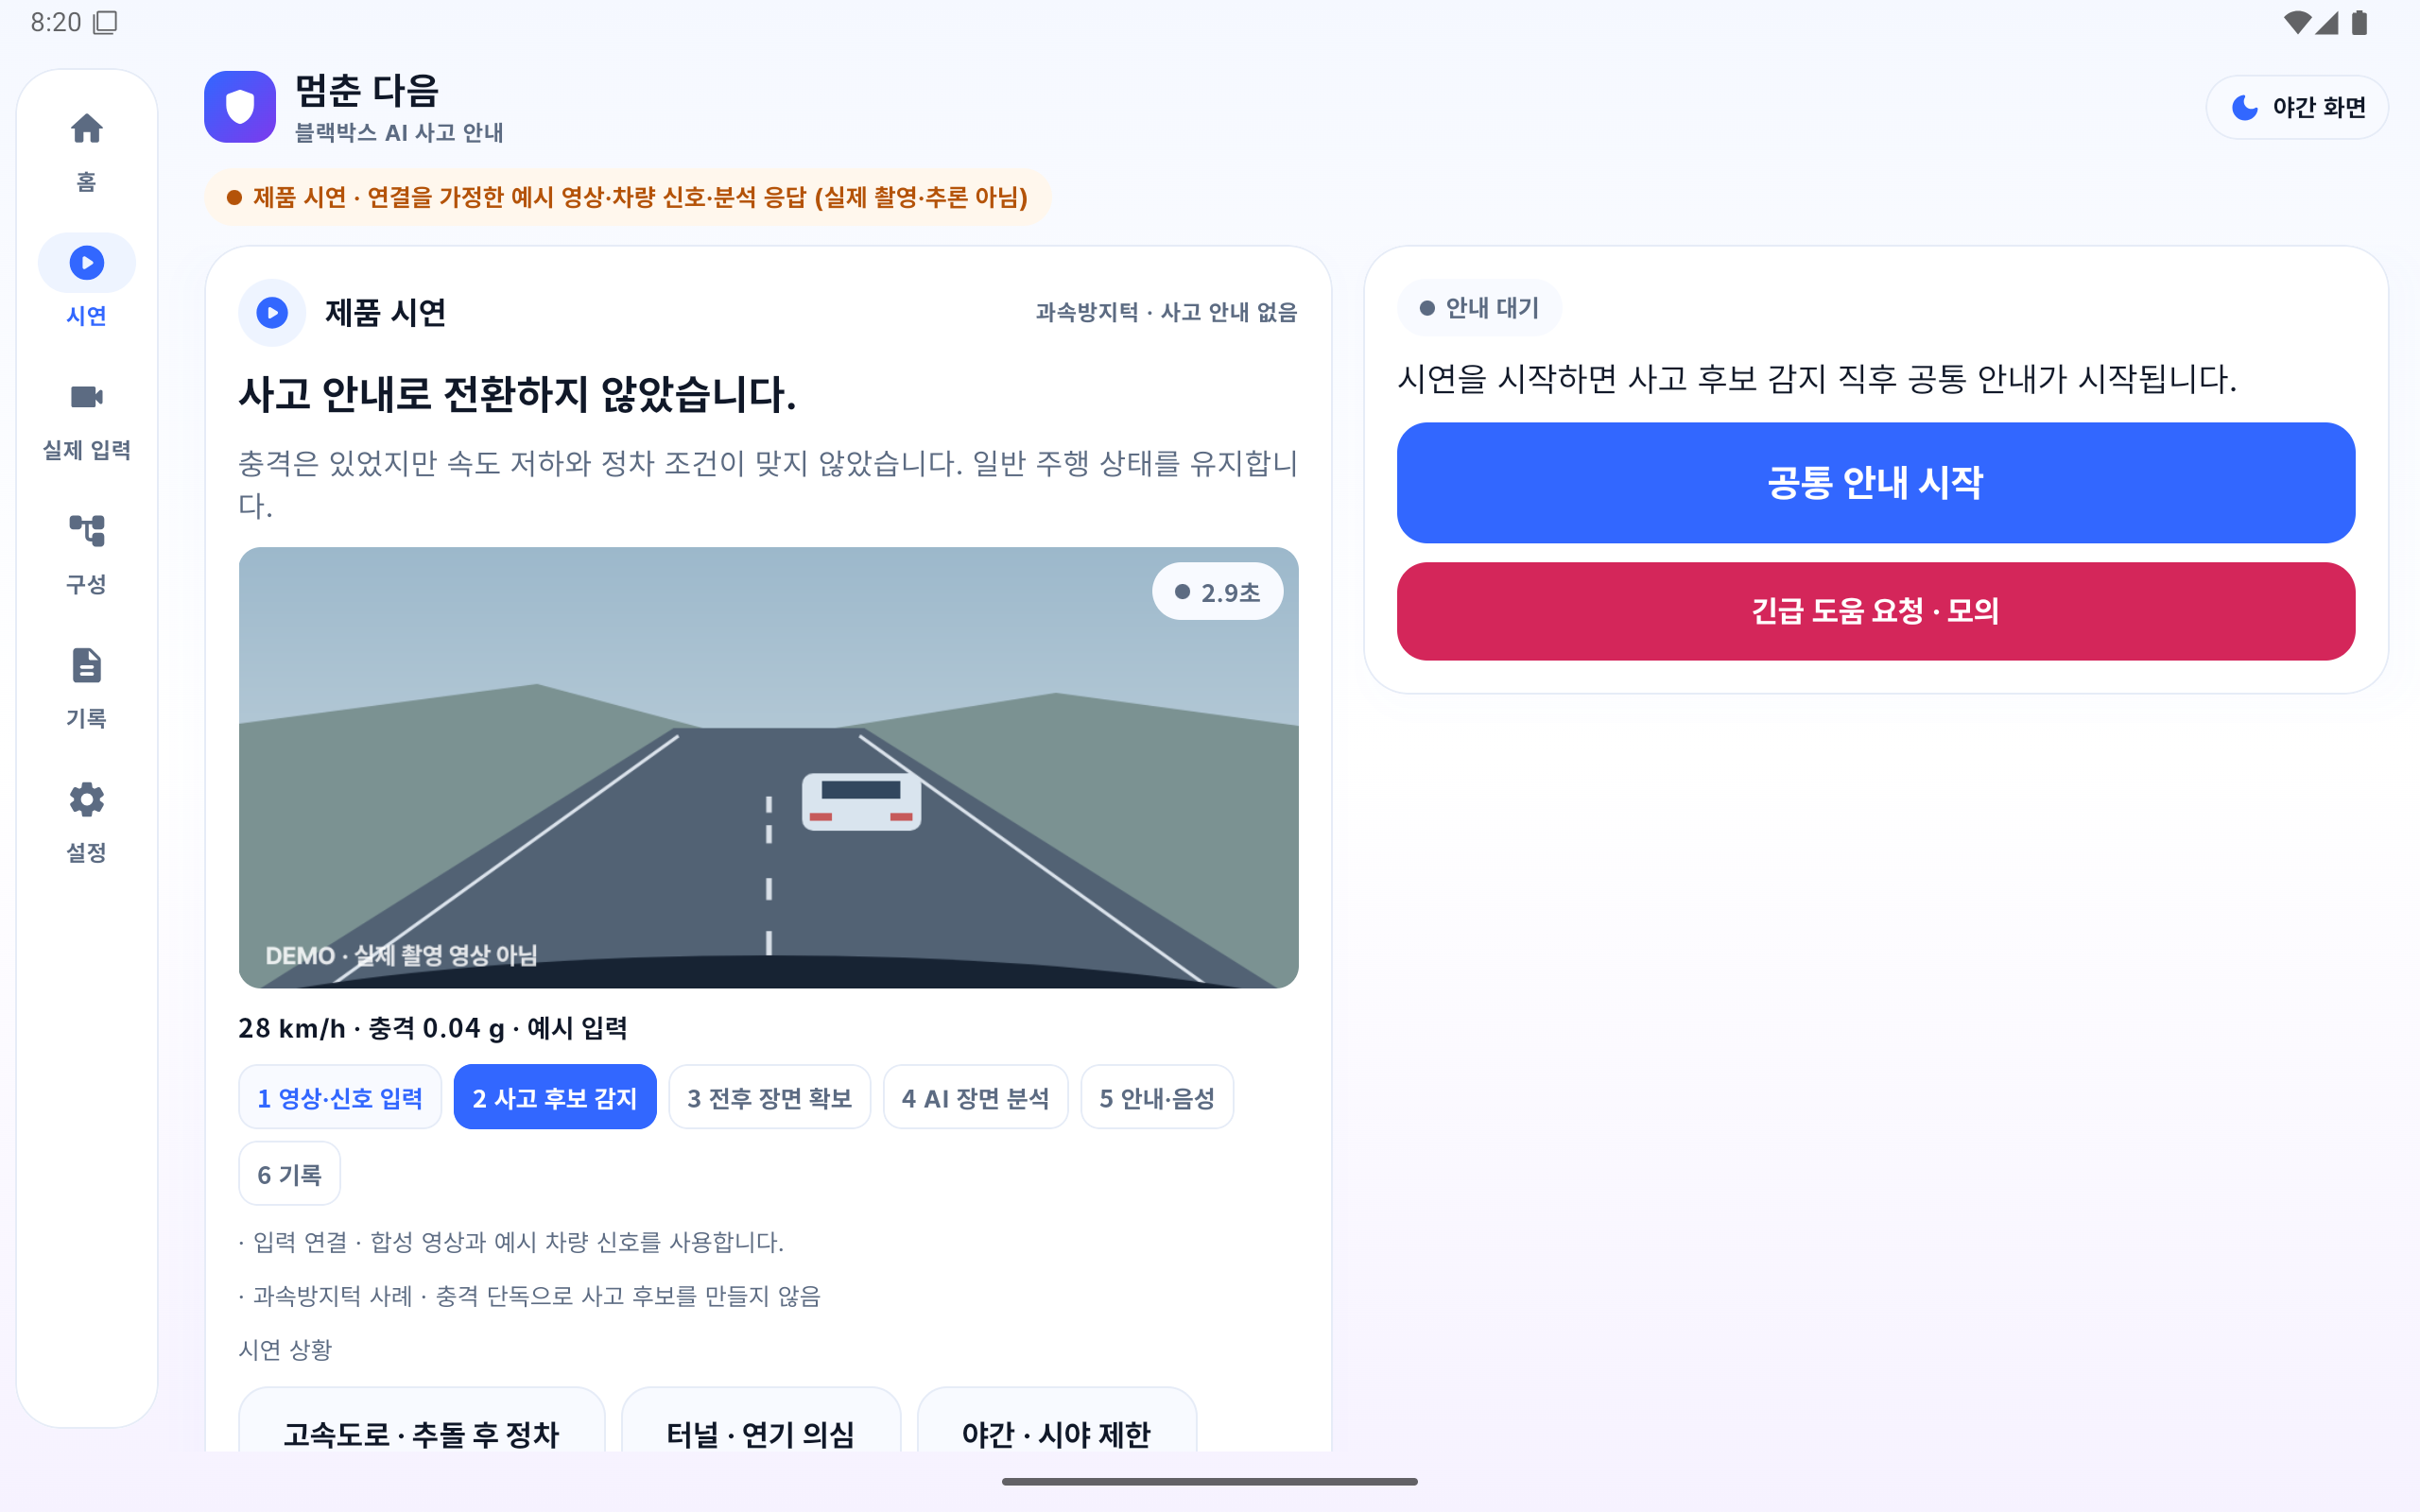 8:20
홈
시연
실제 입력
구성
기록
설정
멈춘 다음
블랙박스 AI 사고 안내
야간 화면
제품 시연 · 연결을 가정한 예시 영상·차량 신호·분석 응답 (실제 촬영·추론 아님)
제품 시연
과속방지턱 · 사고 안내 없음
사고 안내로 전환하지 않았습니다.
충격은 있었지만 속도 저하와 정차 조건이 맞지 않았습니다. 일반 주행 상태를 유지합니
다.
2.9초
DEMO · 실제 촬영 영상 아님
28 km/h · 충격 0.04 g · 예시 입력
1 영상·신호 입력
2 사고 후보 감지
3 전후 장면 확보
4 AI 장면 분석
5 안내·음성
6 기록
· 입력 연결 · 합성 영상과 예시 차량 신호를 사용합니다.
· 과속방지턱 사례 · 충격 단독으로 사고 후보를 만들지 않음
시연 상황
고속도로 · 추돌 후 정차
터널 · 연기 의심
야간 · 시야 제한
안내 대기
시연을 시작하면 사고 후보 감지 직후 공통 안내가 시작됩니다.
공통 안내 시작
긴급 도움 요청 · 모의